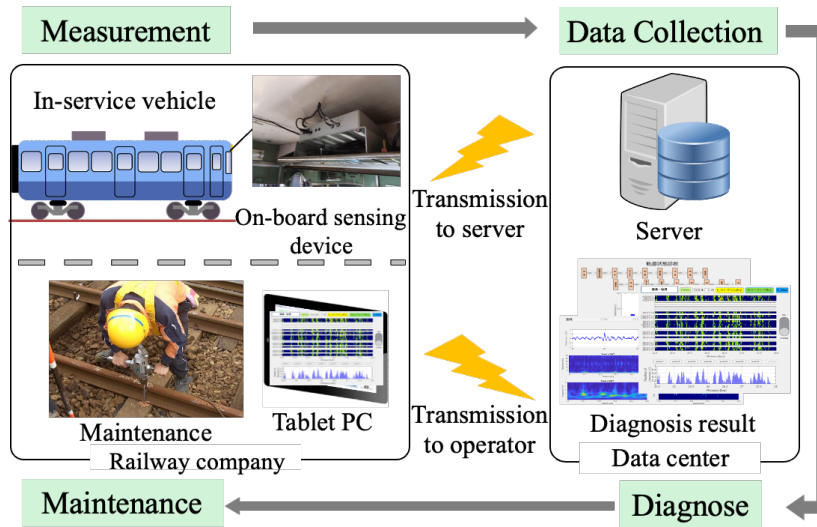 Measurement
Data Collection
In-service vehicle
On-board sensing
device
Transmission
to server
Server
Maintenance
Tablet PC
Railway company
Transmission
to operator
Diagnosis result
Data center
Maintenance
Diagnose